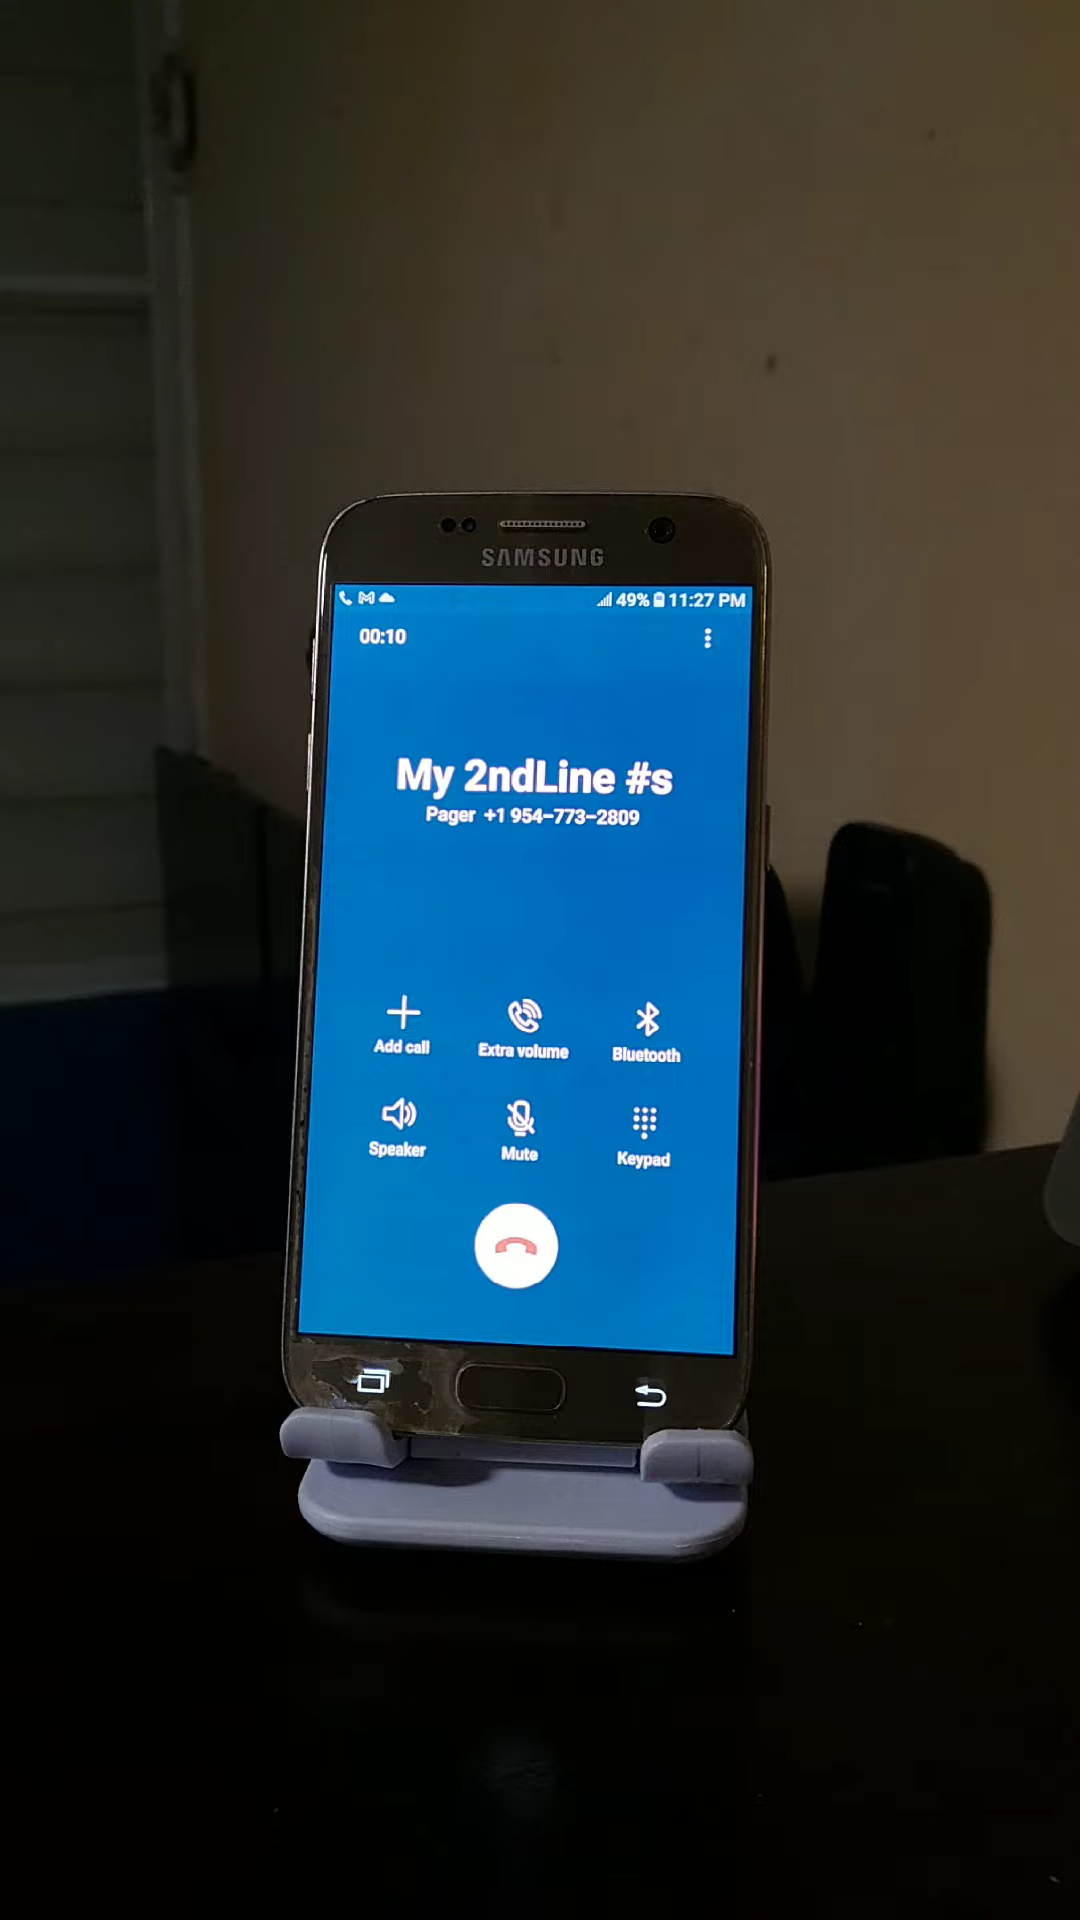 SAMSUNG
49% 11:27 PM
00:10
My 2ndLine #s
Pager +1 954-773-2809
Add call Extra volume Bluetooth
Speaker Mute Keypad